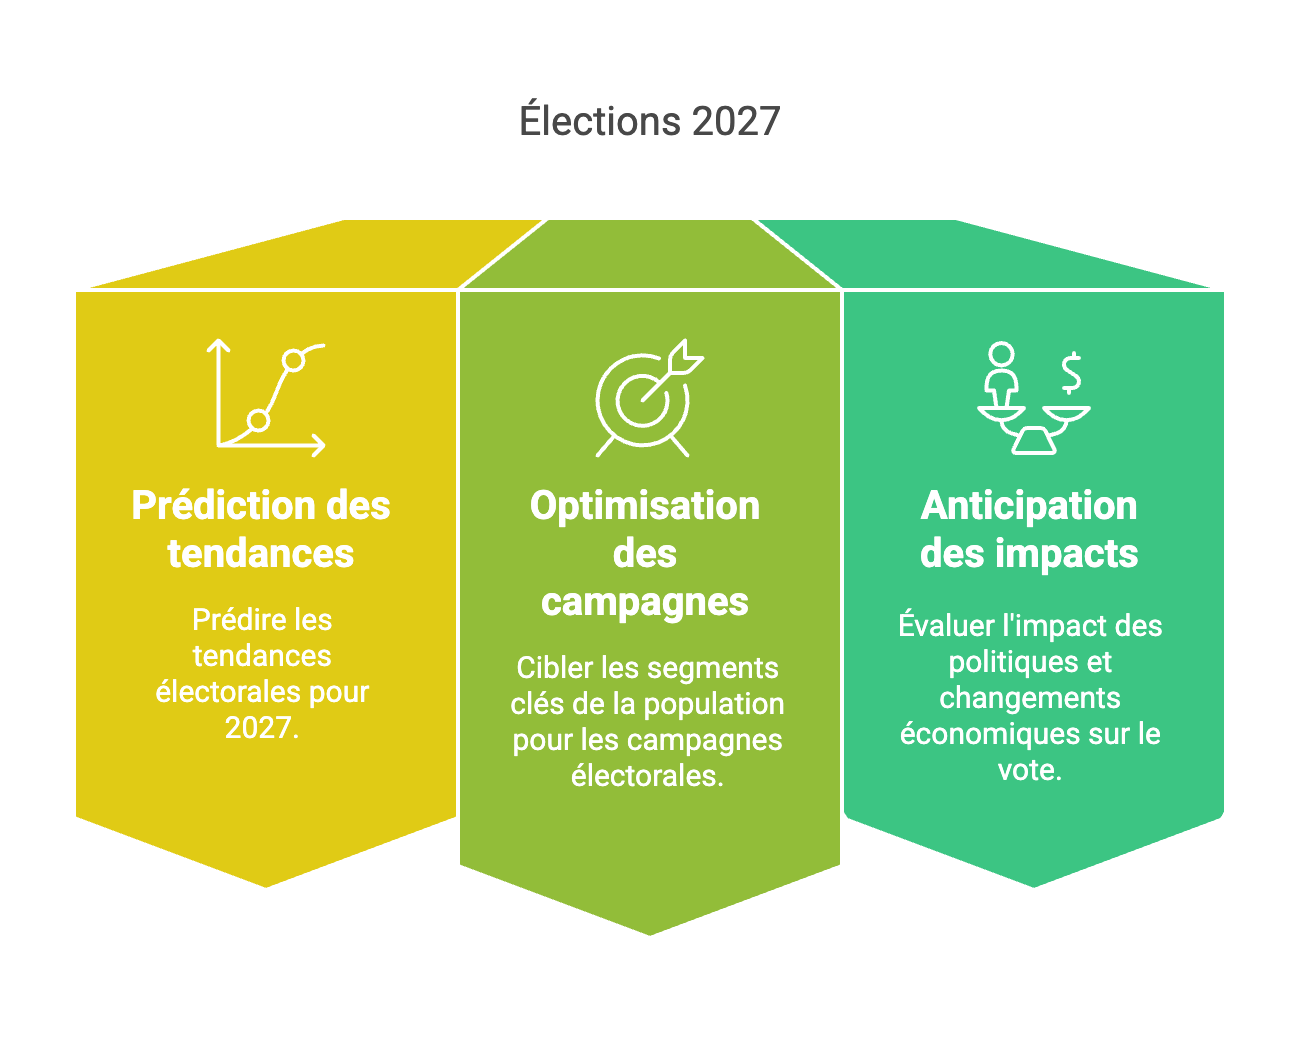 Élections 2027
Prédiction des
tendances
Prédire les
tendances
électorales pour
2027.
Optimisation
des
campagnes
Cibler les segments
clés de la population
pour les campagnes
électorales.
$
Anticipation
des impacts
Évaluer l'impact des
politiques et
changements
économiques sur le
vote.